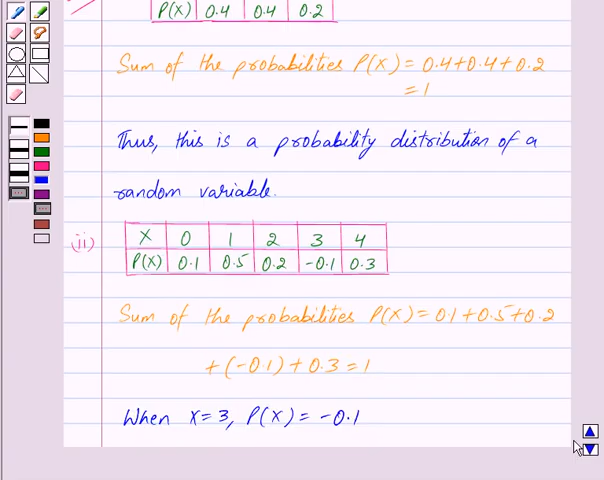 P(X) 0.4 0.4 0.2
Sum of the probabilities P(X) = 0.4+0.4+0.2
=1
Thus, this is a probability distribution of a
random variable.
(ii) X 0 1 2 3 4
P(X) 0.1 0.5 0.2 -0.1 0.3
Sum of the probabilities P(X) = 0.1+0.5+0.2
+(-0.1)+0.3=1
When X=3, P(X) = -0.1